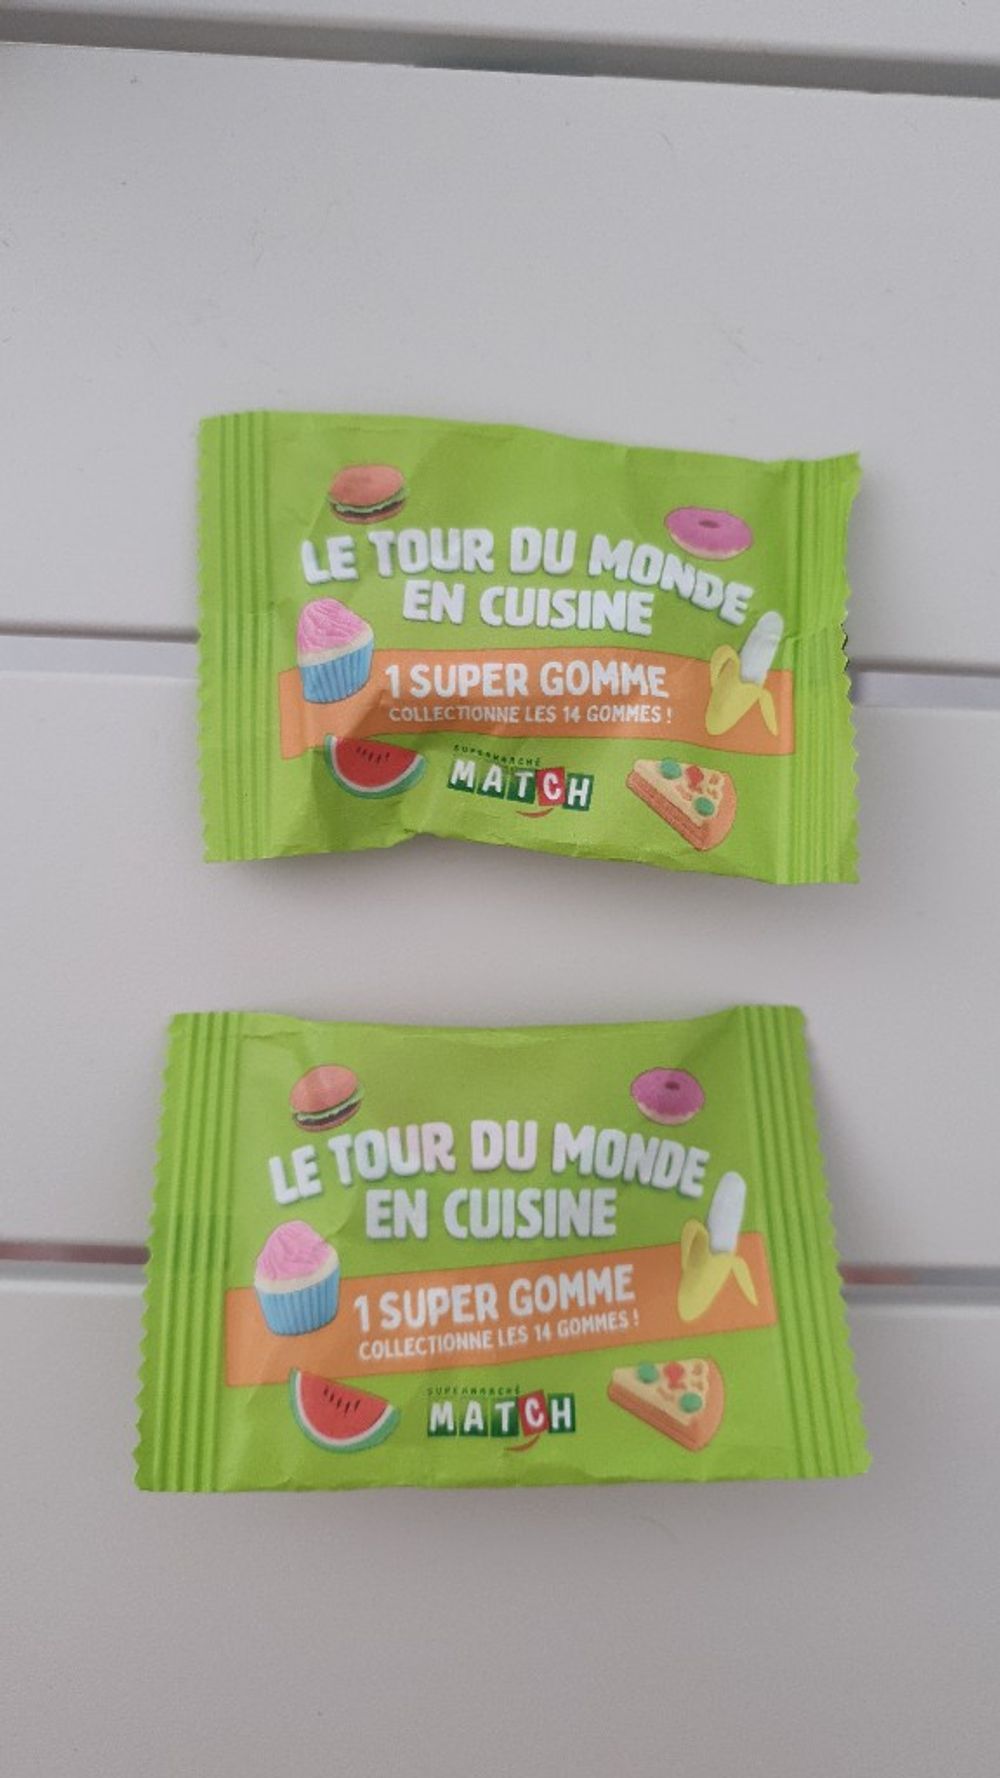 LE TOUR DU MONDE
EN CUISINE
1 SUPER GOMME
COLLECTIONNE LES 14 GOMMES !
SUPERMARCHÉ
MATCH
LE TOUR DU MONDE
EN CUISINE
1 SUPER GOMME
COLLECTIONNE LES 14 GOMMES !
SUPERMARCHÉ
MATCH